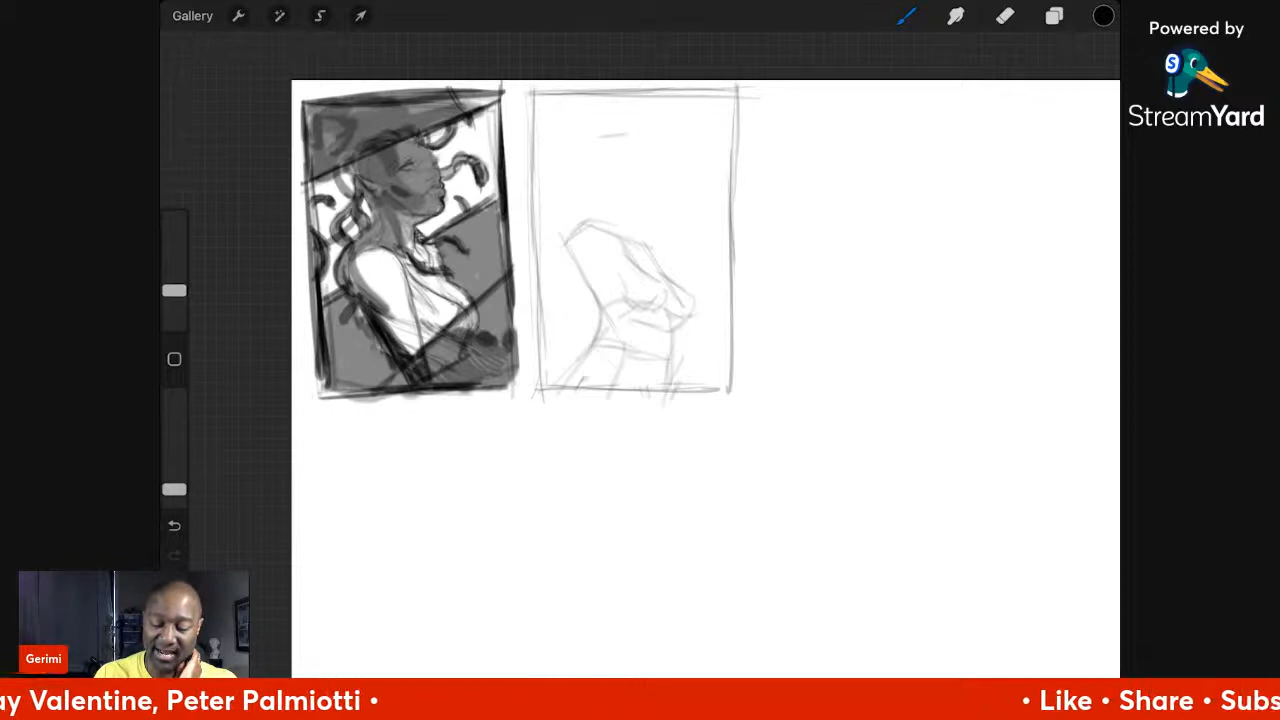 Gallery
Powered by
S
StreamYard
Gerimi
ay Valentine, Peter Palmiotti •
• Like • Share • Subs